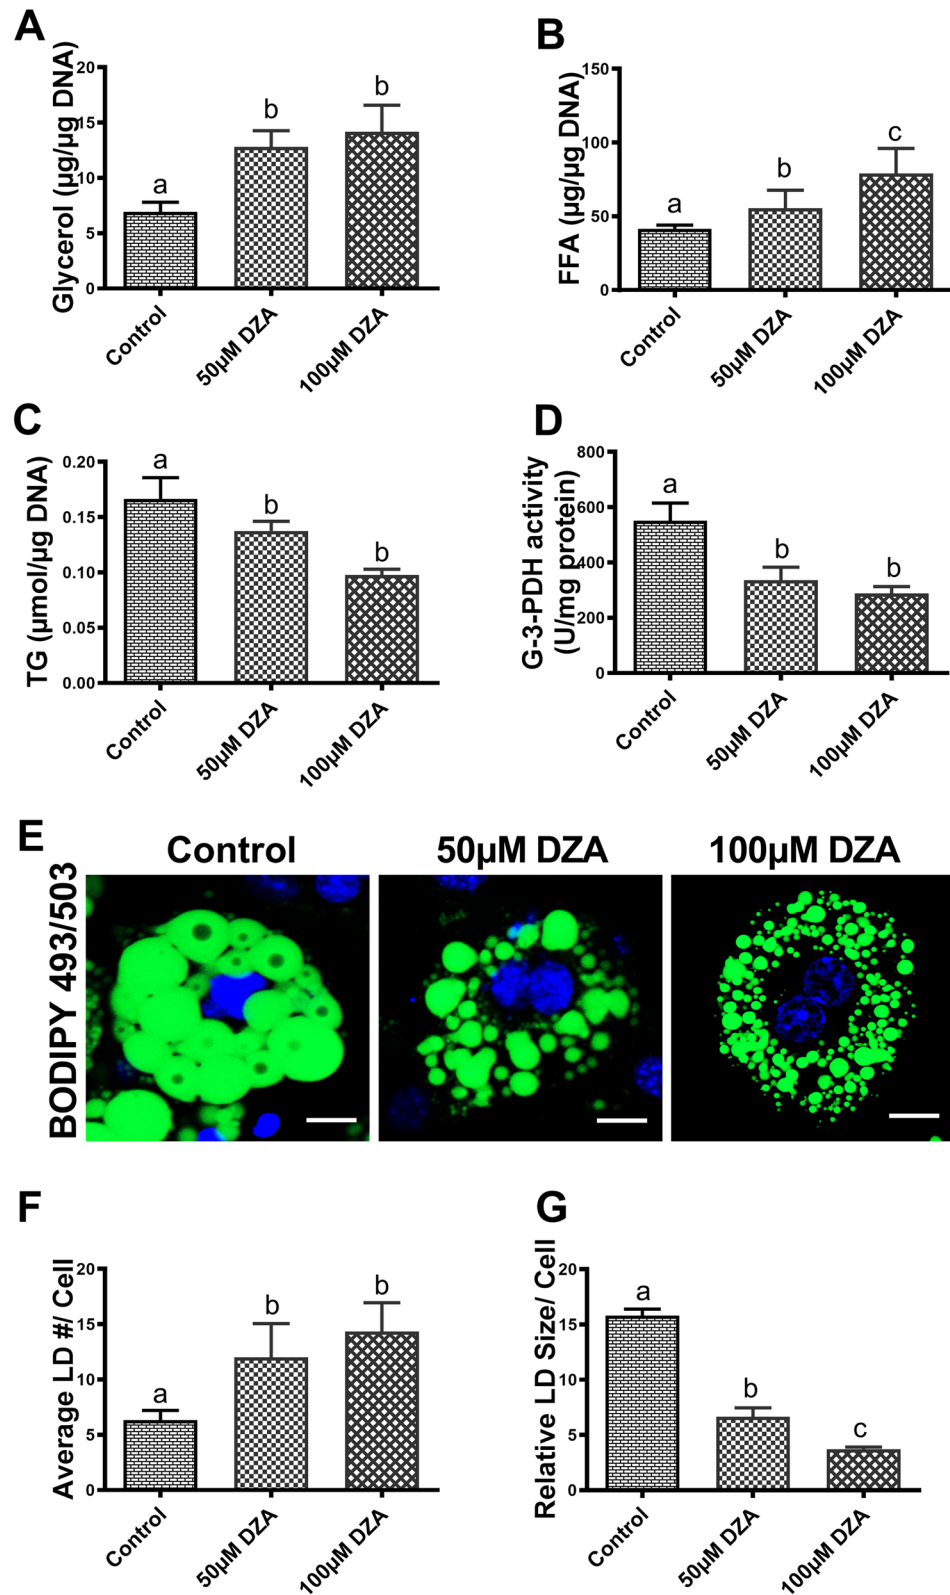 A
Glycerol (µg/µg DNA)
20
15
10
5
0
a
b
b
Control
50µM DZA
100µM DZA
B
FFA (µg/µg DNA)
150
100
50
0
a
b
c
Control
50µM DZA
100µM DZA
C
TG (µmol/µg DNA)
0.20
0.15
0.10
0.05
0.00
a
b
b
Control
50µM DZA
100µM DZA
D
G-3-PDH activity
(U/mg protein)
800
600
400
200
0
a
b
b
Control
50µM DZA
100µM DZA
E
Control
50µM DZA
100µM DZA
BODIPY 493/503
F
Average LD #/ Cell
20
15
10
5
0
a
b
b
Control
50µM DZA
100µM DZA
G
Relative LD Size/ Cell
20
15
10
5
0
a
b
c
Control
50µM DZA
100µM DZA